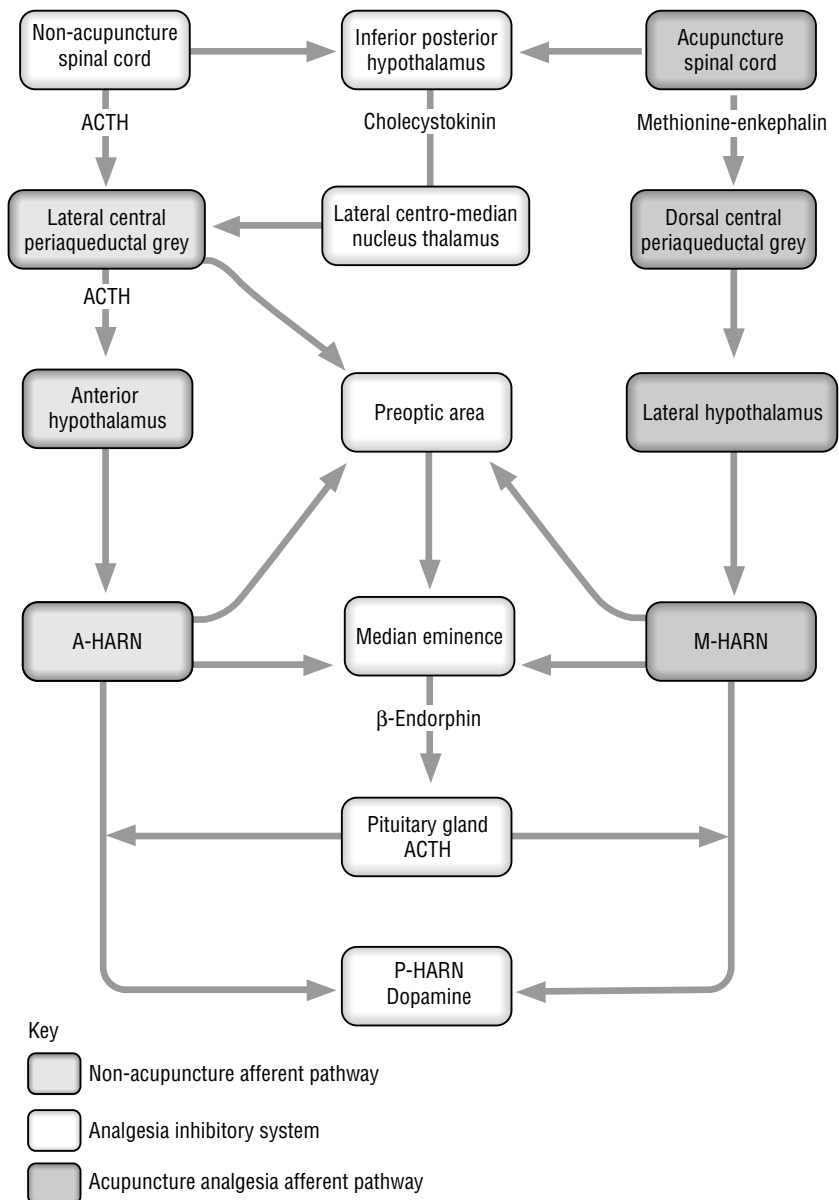 Non-acupuncture
spinal cord
Inferior posterior
hypothalamus
Acupuncture
spinal cord
ACTH
Cholecystokinin
Methionine-enkephalin
Lateral central
periaqueductal grey
Lateral centro-median
nucleus thalamus
Dorsal central
periaqueductal grey
ACTH
Anterior
hypothalamus
Preoptic area
Lateral hypothalamus
A-HARN
Median eminence
M-HARN
β-Endorphin
Pituitary gland
ACTH
P-HARN
Dopamine
Key
Non-acupuncture afferent pathway
Analgesia inhibitory system
Acupuncture analgesia afferent pathway